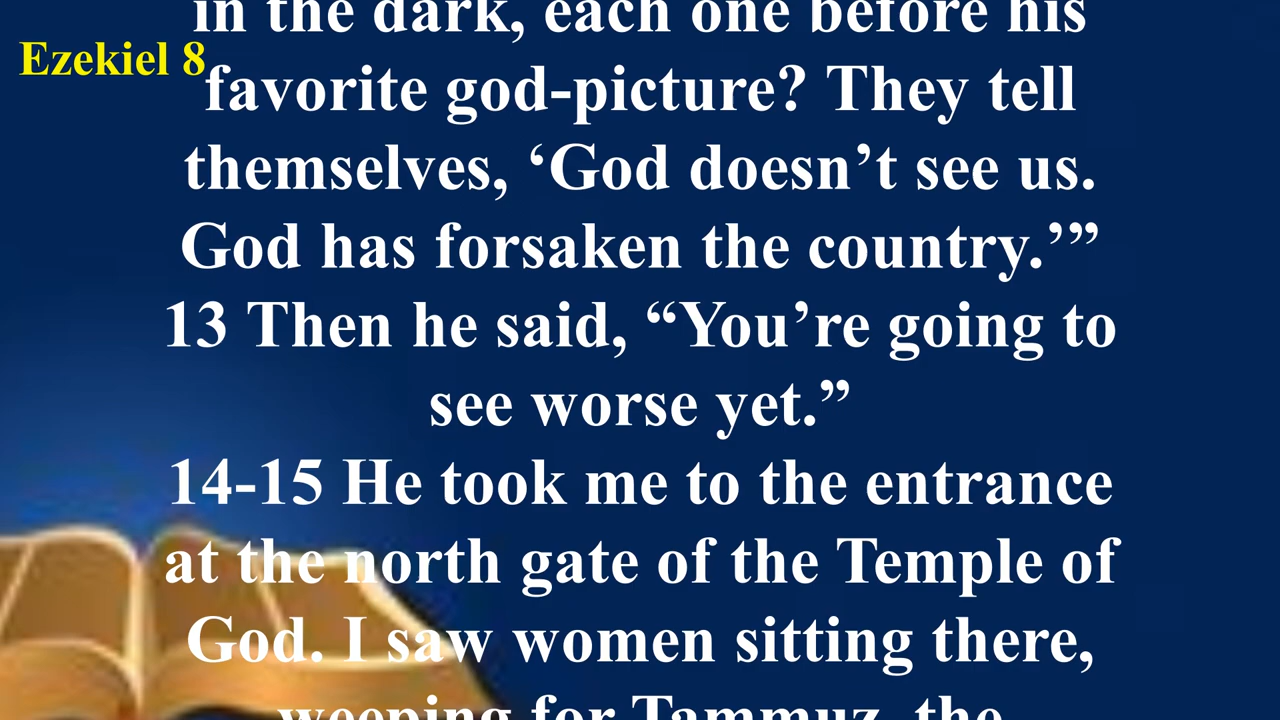 in the dark, each one before his
Ezekiel 8
favorite god-picture? They tell
themselves, ‘God doesn’t see us.
God has forsaken the country.’”
13 Then he said, “You’re going to
see worse yet.”
14-15 He took me to the entrance
at the north gate of the Temple of
God. I saw women sitting there,
weeping for Tammuz, the